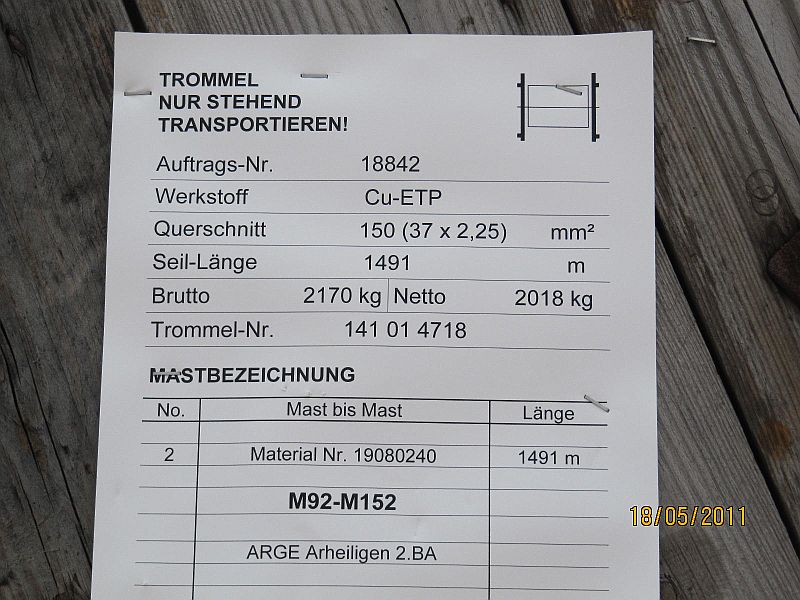 TROMMEL
NUR STEHEND
TRANSPORTIEREN!
Auftrags-Nr. 18842
Werkstoff Cu-ETP
Querschnitt 150 (37 x 2,25) mm²
Seil-Länge 1491 m
Brutto 2170 kg Netto 2018 kg
Trommel-Nr. 141 01 4718
MASTBEZEICHNUNG
No. Mast bis Mast Länge
2 Material Nr. 19080240 1491 m
M92-M152
ARGE Arheiligen 2.BA
18/05/2011